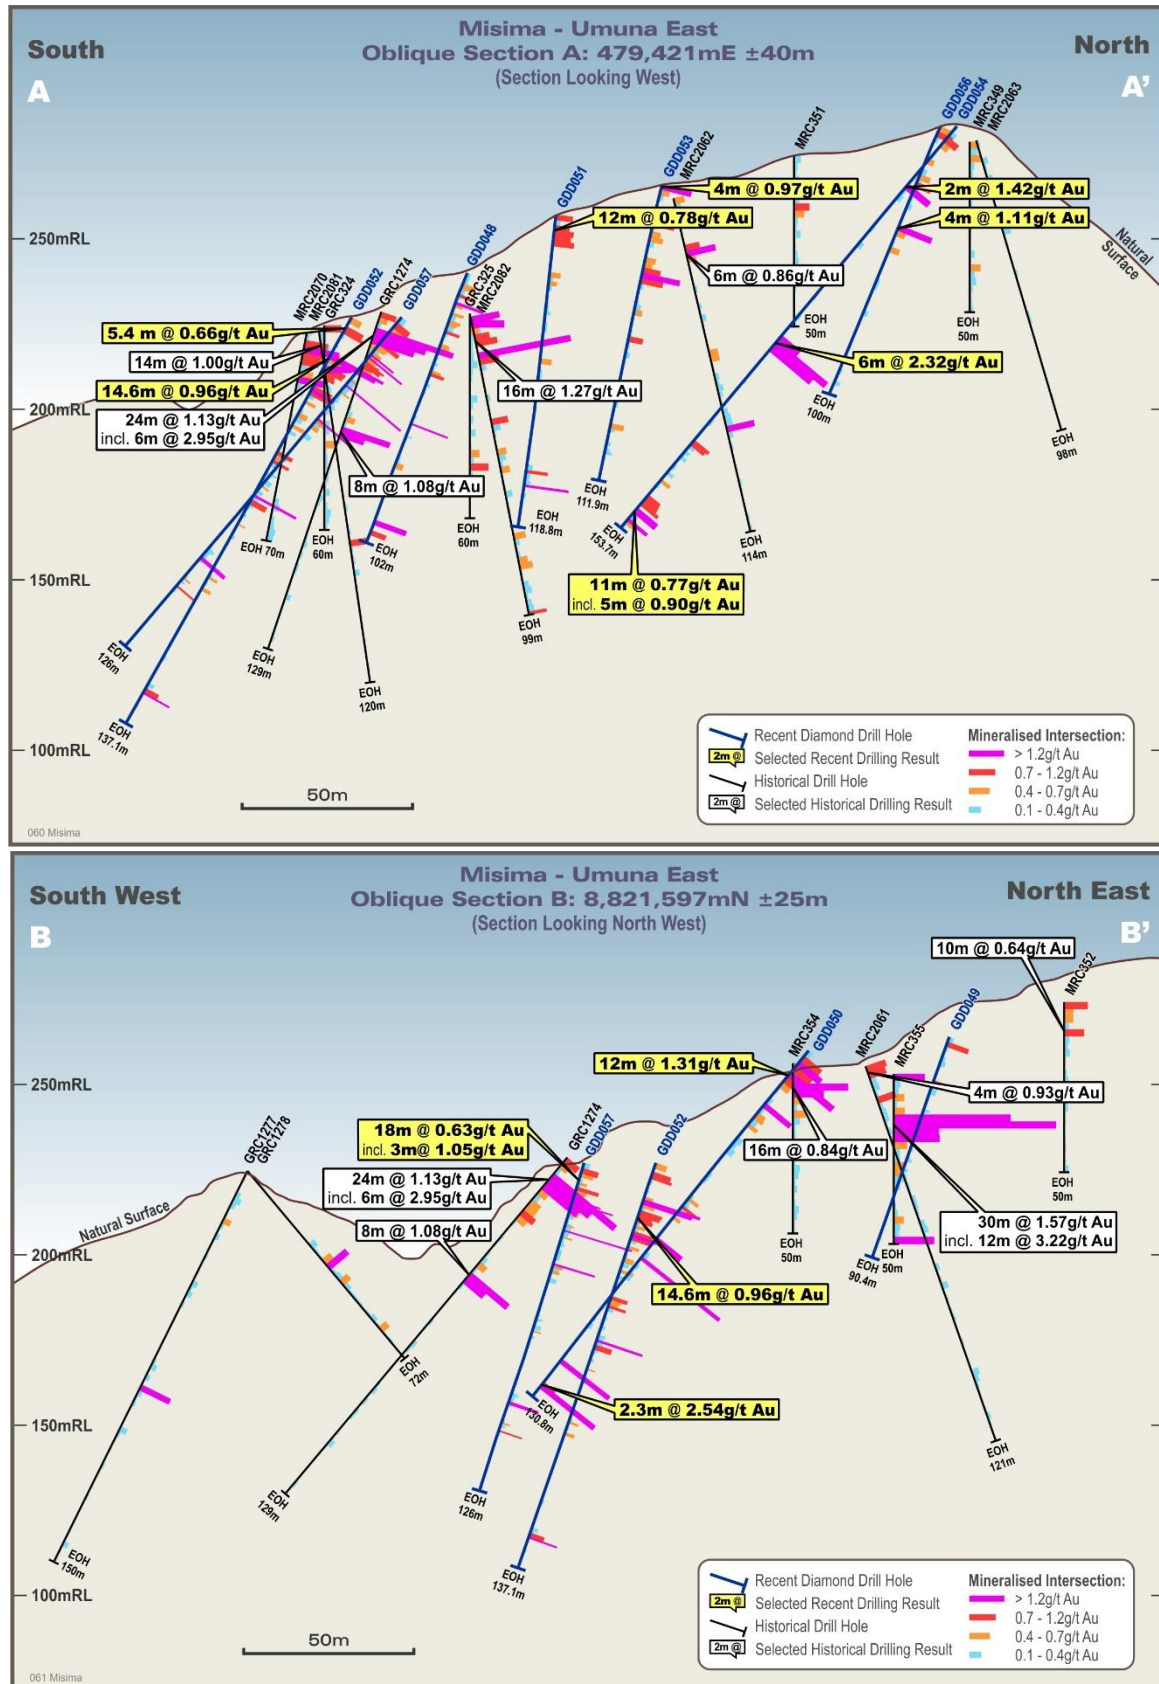 Misima - Umuna East
Oblique Section A: 479,421mE ±40m
(Section Looking West)
South
North
A
A'
GDD056
GDD054
MRC349
MRC2063
MRC351
GDD053
MRC2062
GDD051
GDD048
GRC325
MRC2082
MRC2070
MRC2081
GRC324
GDD052
GRC1274
GDD057
4m @ 0.97g/t Au
2m @ 1.42g/t Au
12m @ 0.78g/t Au
4m @ 1.11g/t Au
250mRL
Natural
Surface
6m @ 0.86g/t Au
5.4 m @ 0.66g/t Au
14m @ 1.00g/t Au
14.6m @ 0.96g/t Au
24m @ 1.13g/t Au
incl. 6m @ 2.95g/t Au
200mRL
16m @ 1.27g/t Au
6m @ 2.32g/t Au
8m @ 1.08g/t Au
EOH
50m
EOH
50m
EOH
100m
EOH
98m
EOH
111.9m
EOH
118.8m
EOH
153.7m
EOH
114m
EOH 70m
EOH
60m
EOH
102m
EOH
60m
150mRL
11m @ 0.77g/t Au
incl. 5m @ 0.90g/t Au
EOH
99m
EOH
126m
EOH
129m
EOH
120m
EOH
137.1m
100mRL
50m
Recent Diamond Drill Hole
2m @
Selected Recent Drilling Result
Historical Drill Hole
2m @
Selected Historical Drilling Result
Mineralised Intersection:
> 1.2g/t Au
0.7 - 1.2g/t Au
0.4 - 0.7g/t Au
0.1 - 0.4g/t Au
060 Misima
Misima - Umuna East
Oblique Section B: 8,821,597mN ±25m
(Section Looking North West)
South West
North East
B
B'
10m @ 0.64g/t Au
MRC352
GDD049
MRC354
GDD050
MRC2061
MRC355
12m @ 1.31g/t Au
250mRL
4m @ 0.93g/t Au
GRC1277
GRC1278
18m @ 0.63g/t Au
incl. 3m@ 1.05g/t Au
GRC1274
GDD057
GDD052
16m @ 0.84g/t Au
24m @ 1.13g/t Au
incl. 6m @ 2.95g/t Au
8m @ 1.08g/t Au
Natural Surface
EOH
50m
30m @ 1.57g/t Au
incl. 12m @ 3.22g/t Au
200mRL
EOH
50m
EOH
50m
EOH
90.4m
14.6m @ 0.96g/t Au
EOH
72m
2.3m @ 2.54g/t Au
EOH
130.8m
150mRL
EOH
121m
EOH
129m
EOH
126m
EOH
150m
EOH
137.1m
100mRL
50m
Recent Diamond Drill Hole
2m @
Selected Recent Drilling Result
Historical Drill Hole
2m @
Selected Historical Drilling Result
Mineralised Intersection:
> 1.2g/t Au
0.7 - 1.2g/t Au
0.4 - 0.7g/t Au
0.1 - 0.4g/t Au
061 Misima